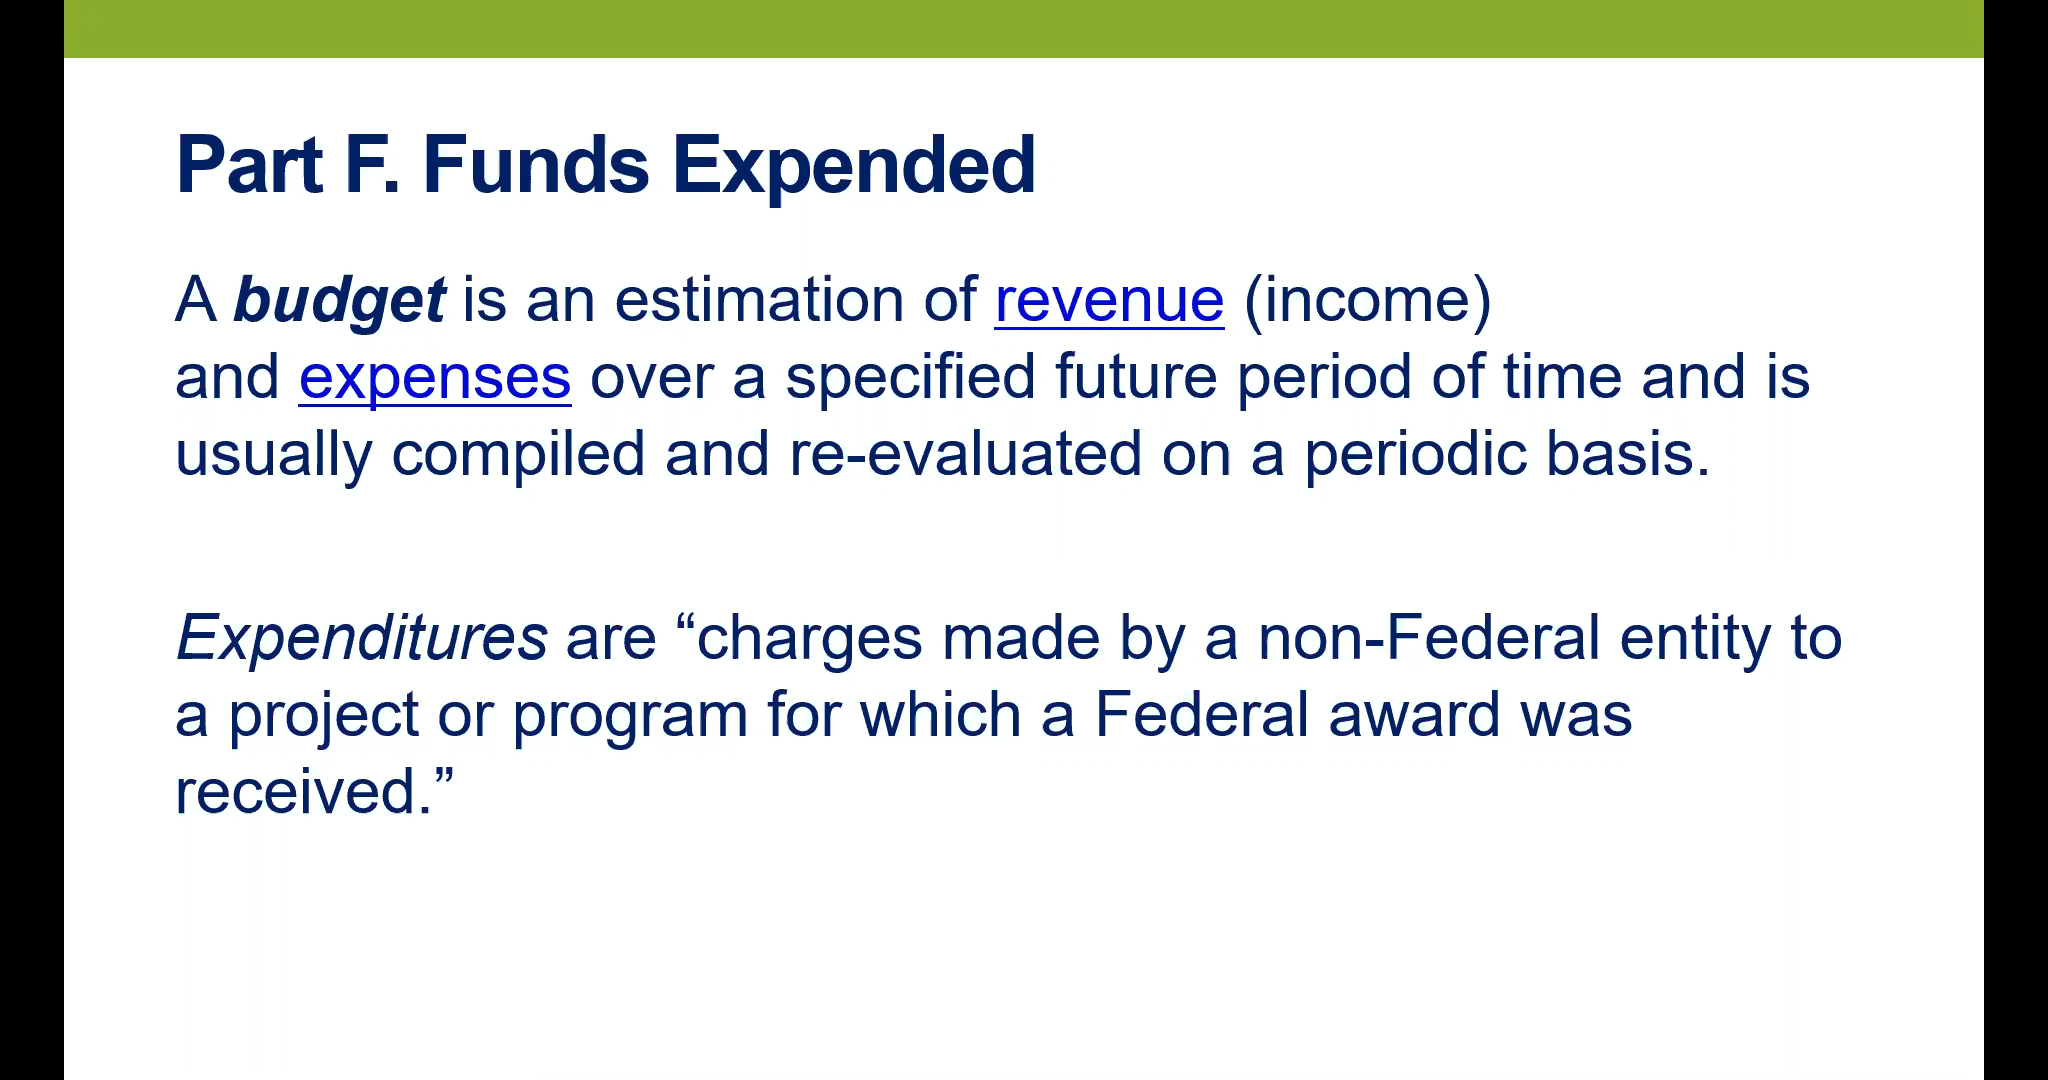 Part F. Funds Expended
A budget is an estimation of revenue (income)
and expenses over a specified future period of time and is
usually compiled and re-evaluated on a periodic basis.
Expenditures are “charges made by a non-Federal entity to
a project or program for which a Federal award was
received.”